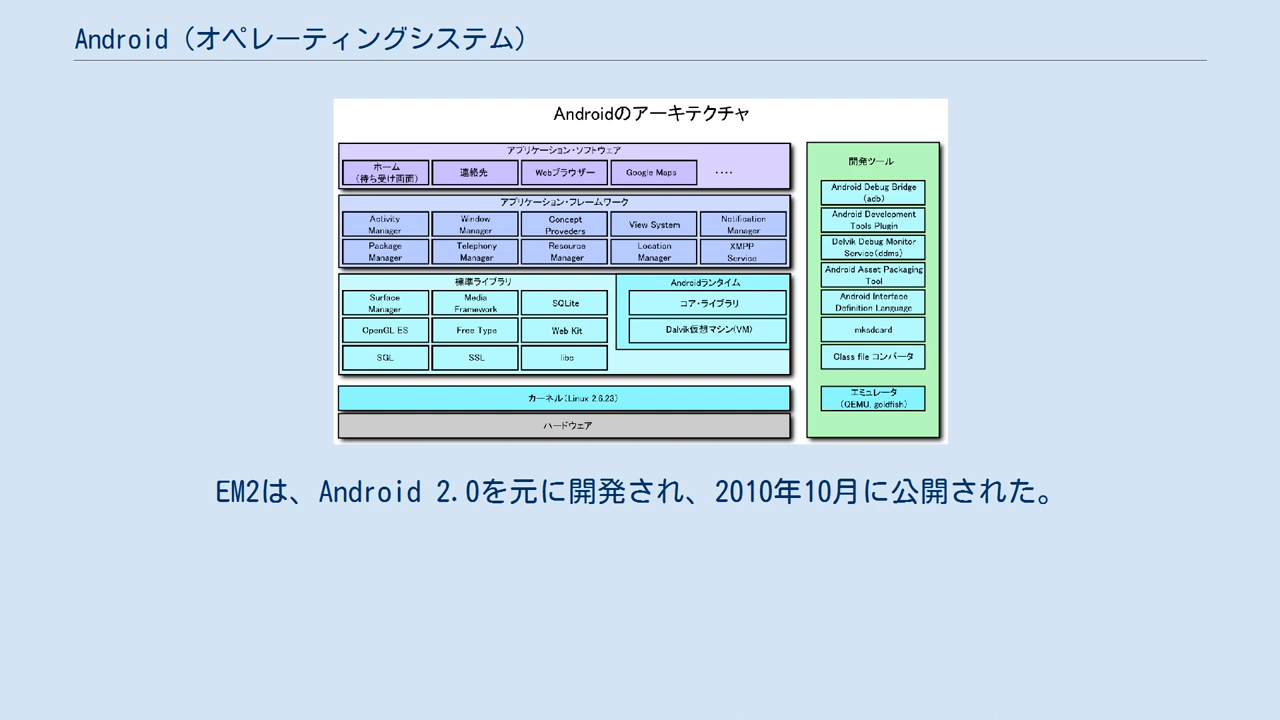 Android（オペレーティングシステム）
Androidのアーキテクチャ
アプリケーション・ソフトウェア
ホーム
（待ち受け画面）
連絡先
Webブラウザー
Google Maps
････
アプリケーション・フレームワーク
Activity
Manager
Window
Manager
Concept
Proveders
View System
Notification
Manager
Package
Manager
Telephony
Manager
Resource
Manager
Location
Manager
XMPP
Service
標準ライブラリ
Surface
Manager
Media
Framework
SQLite
OpenGL ES
Free Type
Web Kit
SGL
SSL
libc
Androidランタイム
コア・ライブラリ
Dalvik仮想マシン(VM)
カーネル（Linux 2.6.23）
ハードウェア
開発ツール
Android Debug Bridge
(adb)
Android Development
Tools Plugin
Delvik Debug Monitor
Service(ddms)
Android Asset Packaging
Tool
Android Interface
Definition Language
mksdcard
Class file コンバータ
エミュレータ
（QEMU, goldfish）
EM2は、Android 2.0を元に開発され、2010年10月に公開された。